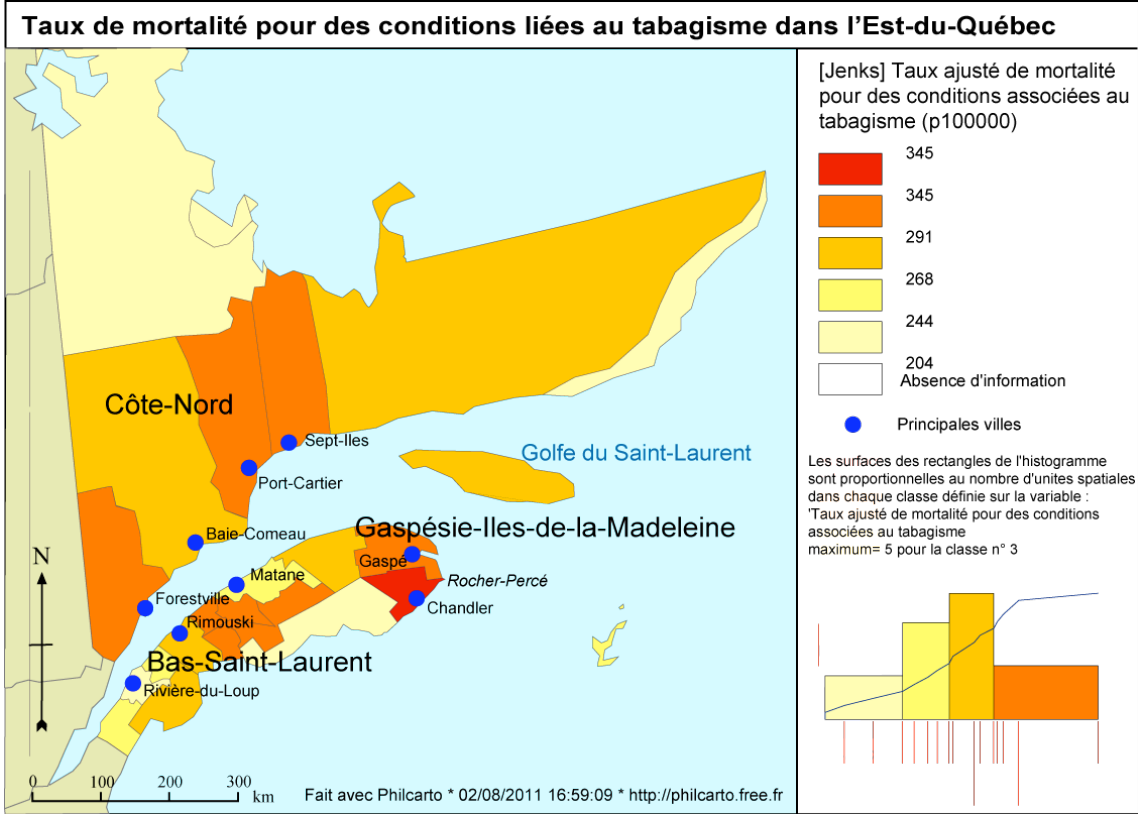 Taux de mortalité pour des conditions liées au tabagisme dans l'Est-du-Québec
[Jenks] Taux ajusté de mortalité
pour des conditions associées au
tabagisme (p100000)
345
345
291
268
244
204
Absence d'information
Principales villes
Les surfaces des rectangles de l'histogramme
sont proportionnelles au nombre d'unites spatiales
dans chaque classe définie sur la variable :
'Taux ajusté de mortalité pour des conditions
associées au tabagisme
maximum= 5 pour la classe n° 3
Côte-Nord
Sept-Iles
Golfe du Saint-Laurent
Port-Cartier
Gaspésie-Iles-de-la-Madeleine
Baie-Comeau
Gaspé
Matane
Rocher-Percé
Forestville
Chandler
Rimouski
Bas-Saint-Laurent
Rivière-du-Loup
N
0 100 200 300
km
Fait avec Philcarto * 02/08/2011 16:59:09 * http://philcarto.free.fr